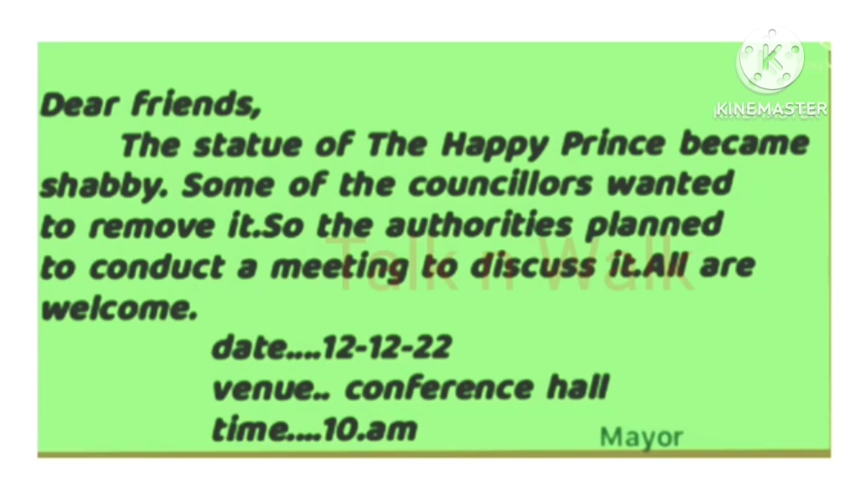 KINEMASTER
Dear friends,
The statue of The Happy Prince became
shabby. Some of the councillors wanted
to remove it.So the authorities planned
to conduct a meeting to discuss it.All are
welcome.
Talk n Walk
date....12-12-22
venue.. conference hall
time....10.am
Mayor